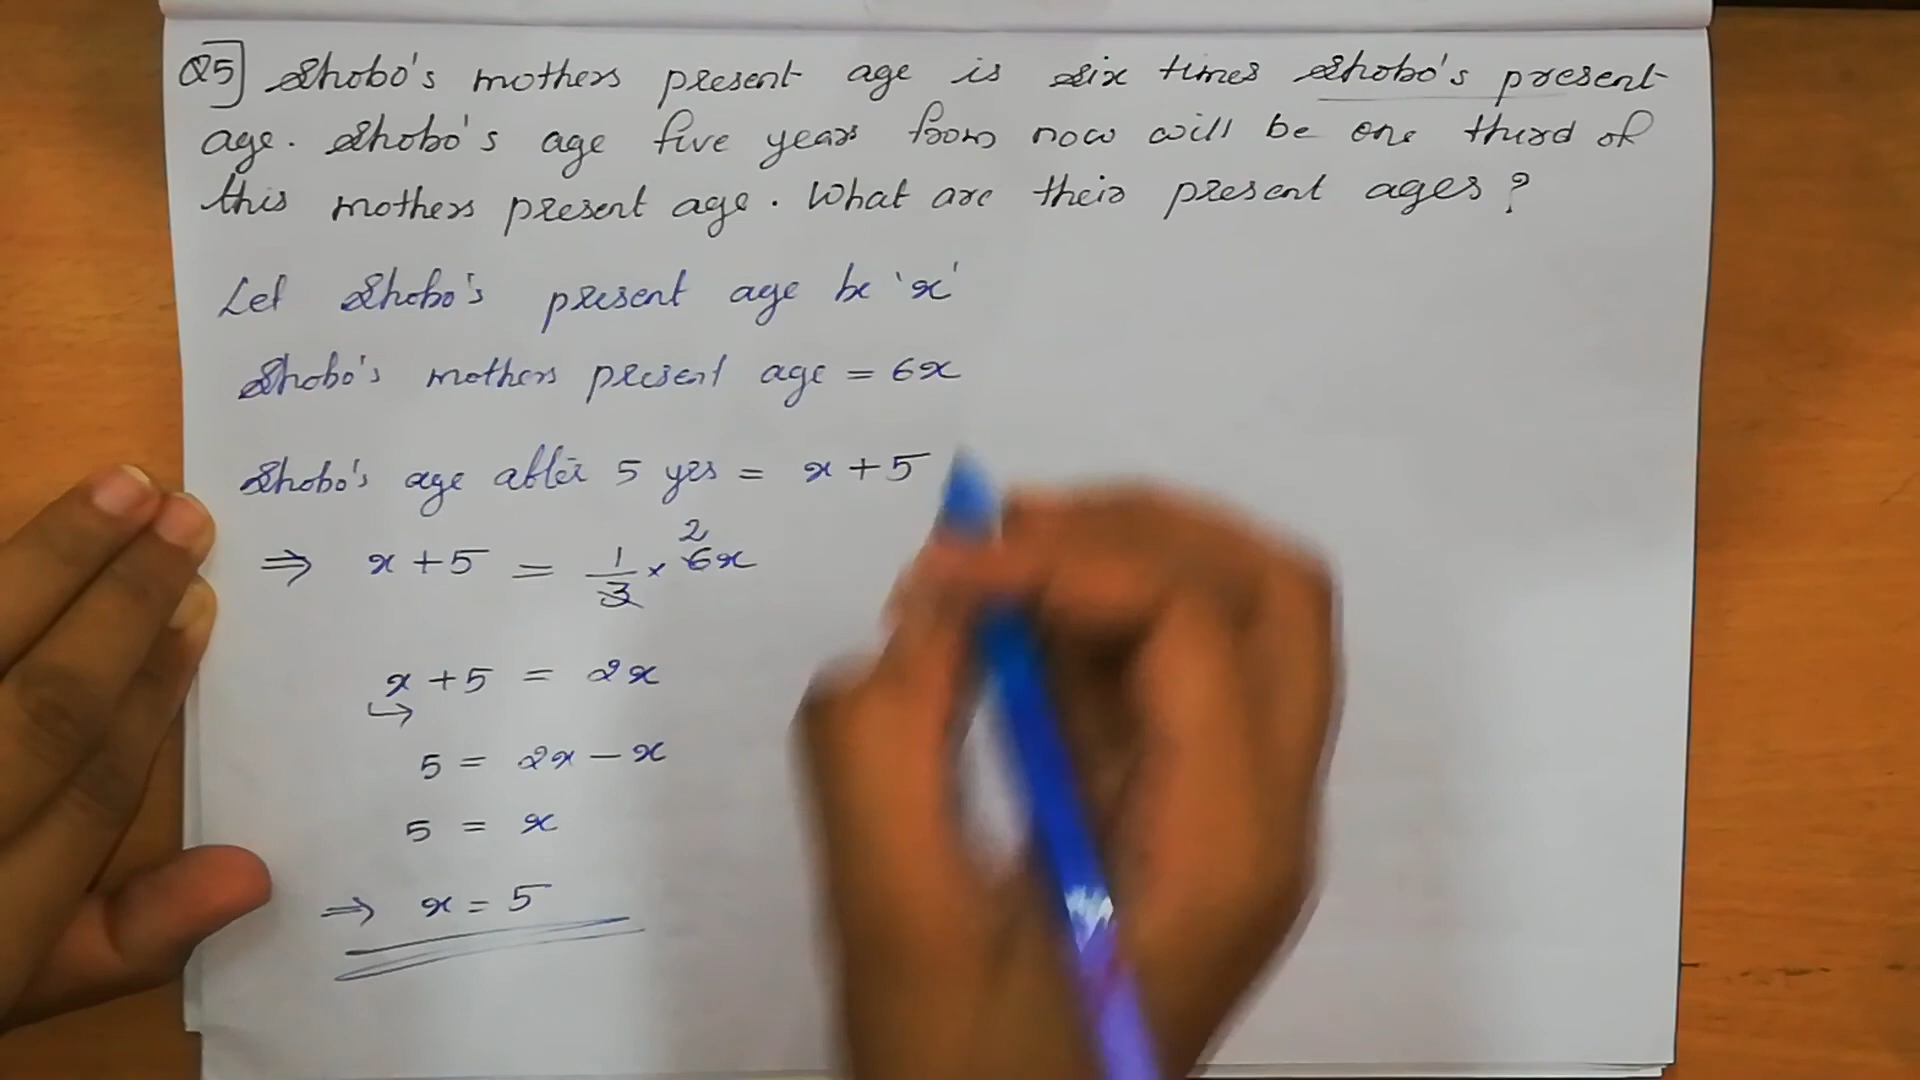 Q5] Shobo's mothers present age is six times Shobo's present
age. Shobo's age five years from now will be one third of
this mothers present age. What are their present ages?
Let Shobo's present age be 'x'
Shobo's mothers present age = 6x
Shobo's age after 5 yrs = x + 5
⇒ x + 5 = 1/3 × 6x 2
x + 5 = 2x
5 = 2x - x
5 = x
⇒ x = 5